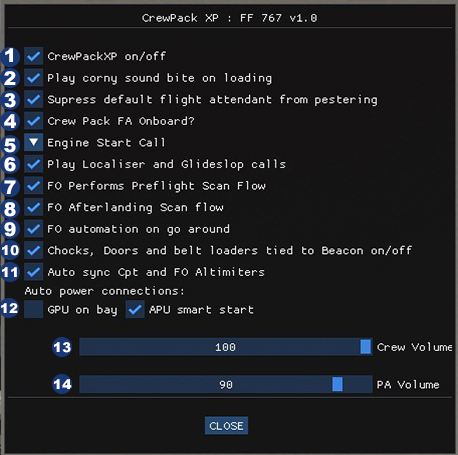 CrewPack XP : FF 767 v1.0
1 CrewPackXP on/off
2 Play corny sound bite on loading
3 Supress default flight attendant from pestering
4 Crew Pack FA Onboard?
5 Engine Start Call
6 Play Localiser and Glideslop calls
7 FO Performs Preflight Scan Flow
8 FO Afterlanding Scan flow
9 FO automation on go around
10 Chocks, Doors and belt loaders tied to Beacon on/off
11 Auto sync Cpt and FO Altimiters
Auto power connections:
12 GPU on bay APU smart start
13 100 Crew Volume
14 90 PA Volume
CLOSE